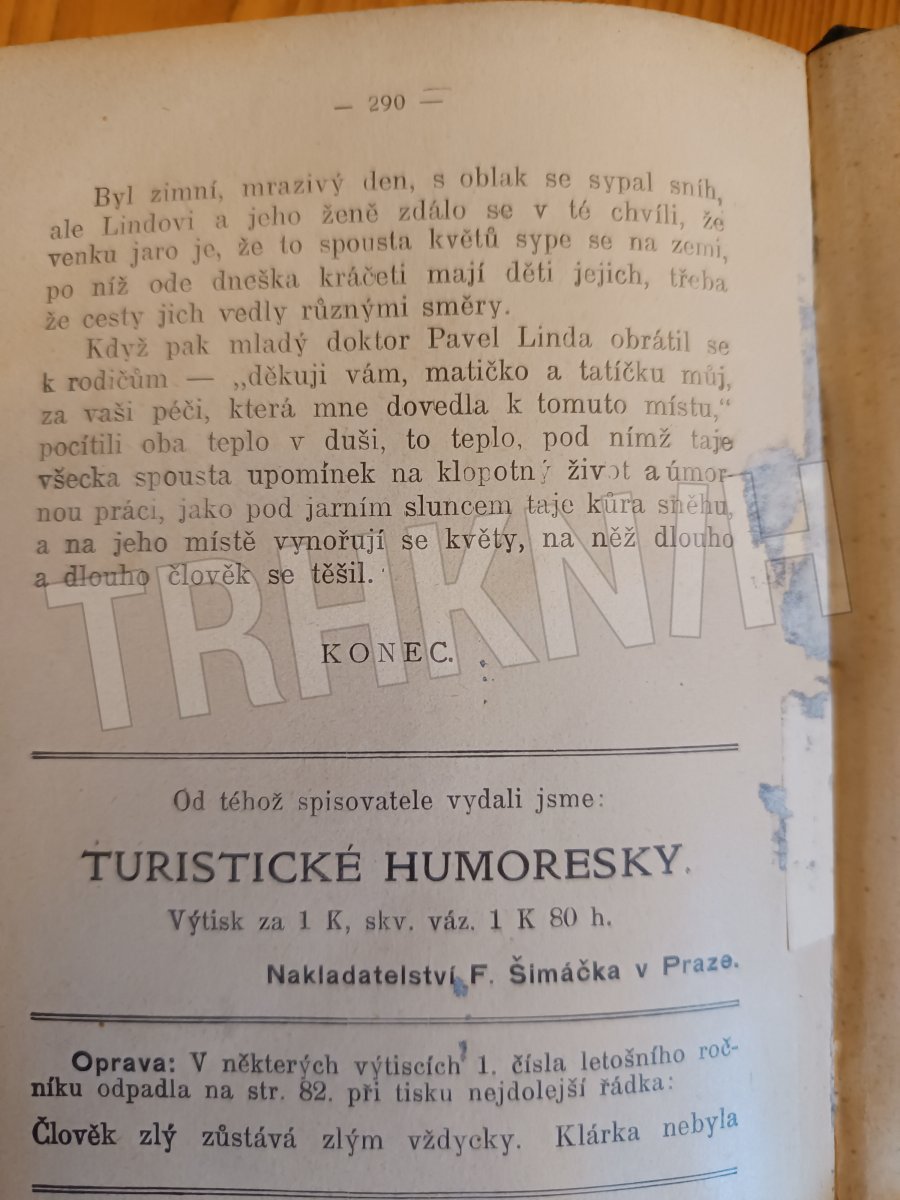 — 290 —
Byl zimní, mrazivý den, s oblak se sypal sníh,
ale Lindovi a jeho ženě zdálo se v té chvíli, že
venku jaro je, že to spousta květů sype se na zemi,
po níž ode dneška kráčeti mají děti jejich, třeba
že cesty jich vedly různými směry.
Když pak mladý doktor Pavel Linda obrátil se
k rodičům — „děkuji vám, matičko a tatíčku můj,
za vaši péči, která mne dovedla k tomuto místu,“
pocítili oba teplo v duši, to teplo, pod nímž taje
všecka spousta upomínek na klopotný život a úmor-
nou práci, jako pod jarním sluncem taje kůra sněhu,
a na jeho místě vynořují se květy, na něž dlouho
a dlouho člověk se těšil.
TRHKNIH
KONEC.
Od téhož spisovatele vydali jsme:
TURISTICKÉ HUMORESKY.
Výtisk za 1 K, skv. váz. 1 K 80 h.
Nakladatelství F. Šimáčka v Praze.
Oprava: V některých výtiscích 1. čísla letošního roč-
níku odpadla na str. 82. při tisku nejdolejší řádka:
Člověk zlý zůstává zlým vždycky. Klárka nebyla